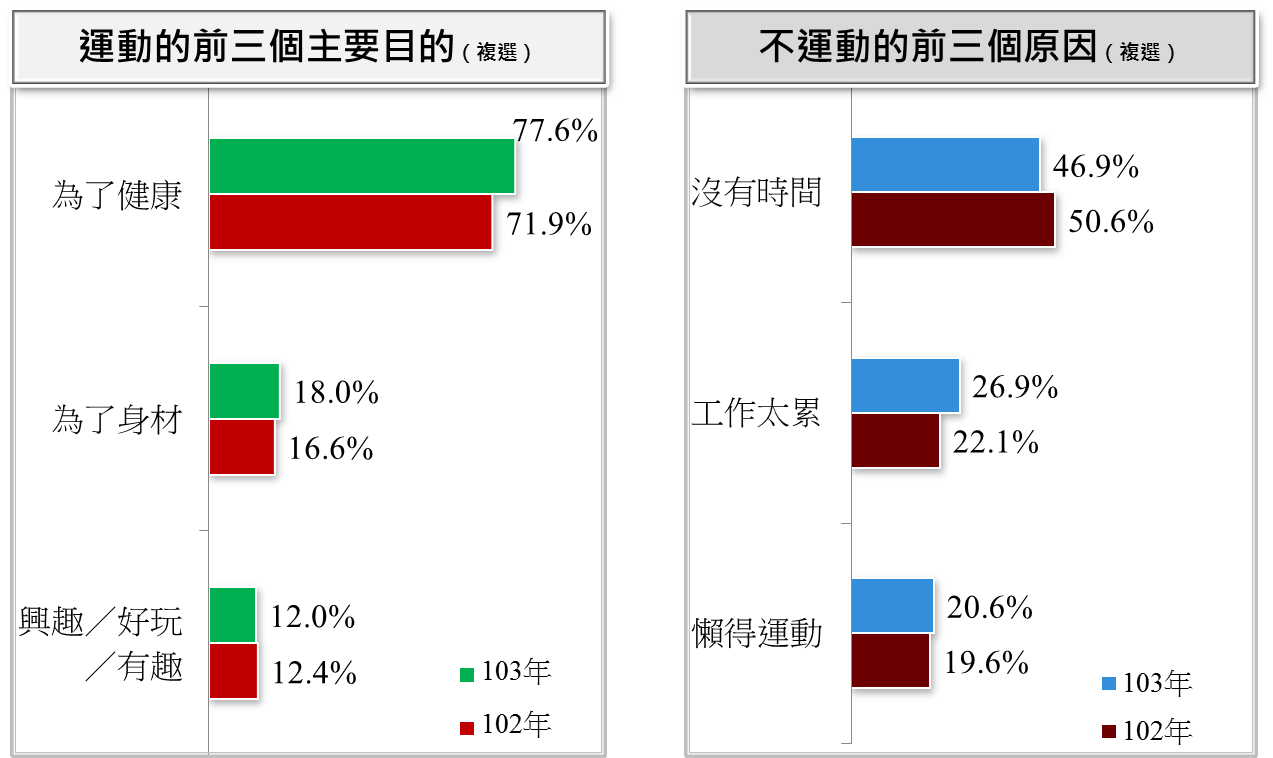 運動的前三個主要目的（複選）
為了健康
77.6%
71.9%
為了身材
18.0%
16.6%
興趣／好玩
／有趣
12.0%
12.4%
103年
102年
不運動的前三個原因（複選）
沒有時間
46.9%
50.6%
工作太累
26.9%
22.1%
懶得運動
20.6%
19.6%
103年
102年